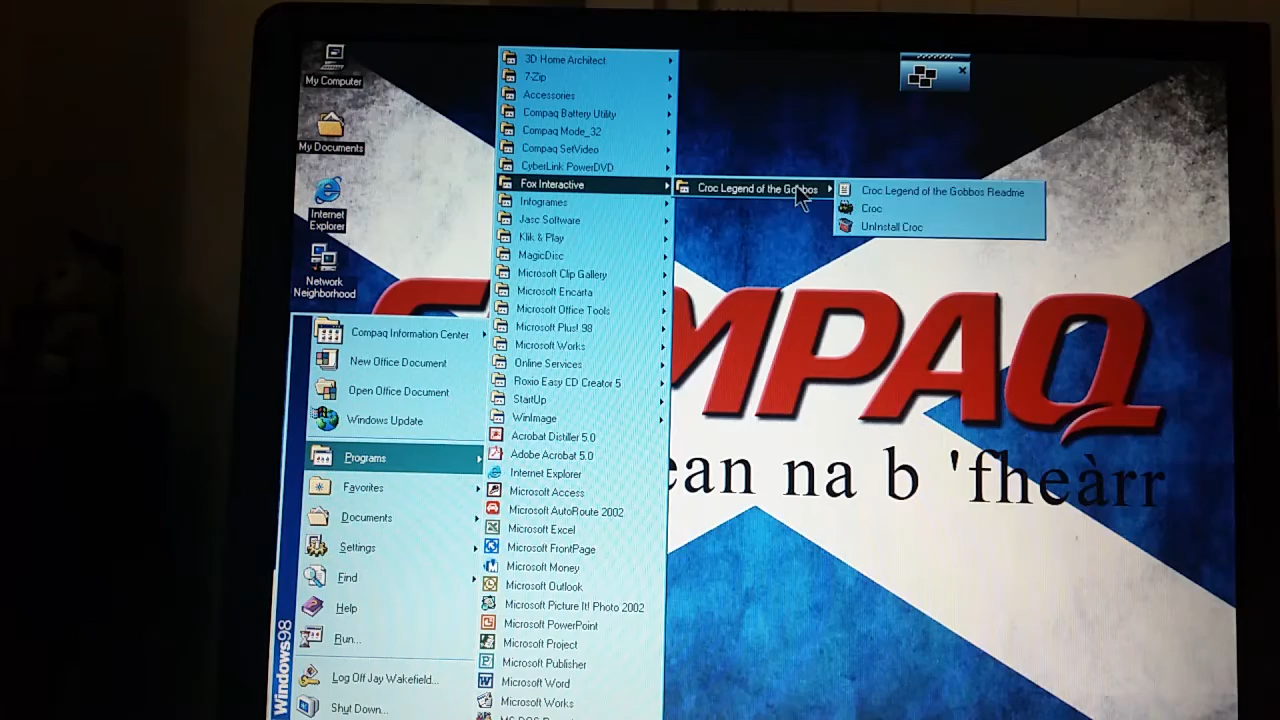 My Computer
My Documents
Internet
Explorer
Network
Neighborhood
Compaq Information Center
New Office Document
Open Office Document
Windows Update
Programs
Favorites
Documents
Settings
Find
Help
Run...
Log Off Jay Wakefield...
Shut Down...
Windows98
3D Home Architect
7-Zip
Accessories
Compaq Battery Utility
Compaq Mode_32
Compaq SetVideo
CyberLink PowerDVD
Fox Interactive
Infogrames
Jasc Software
Klik & Play
MagicDisc
Microsoft Clip Gallery
Microsoft Encarta
Microsoft Office Tools
Microsoft Plus! 98
Microsoft Works
Online Services
Roxio Easy CD Creator 5
StartUp
WinImage
Acrobat Distiller 5.0
Adobe Acrobat 5.0
Internet Explorer
Microsoft Access
Microsoft AutoRoute 2002
Microsoft Excel
Microsoft FrontPage
Microsoft Money
Microsoft Outlook
Microsoft Picture It! Photo 2002
Microsoft PowerPoint
Microsoft Project
Microsoft Publisher
Microsoft Word
Microsoft Works
Croc Legend of the Gobbos
Croc Legend of the Gobbos Readme
Croc
UnInstall Croc
COMPAQ
ean na b 'fheàrr